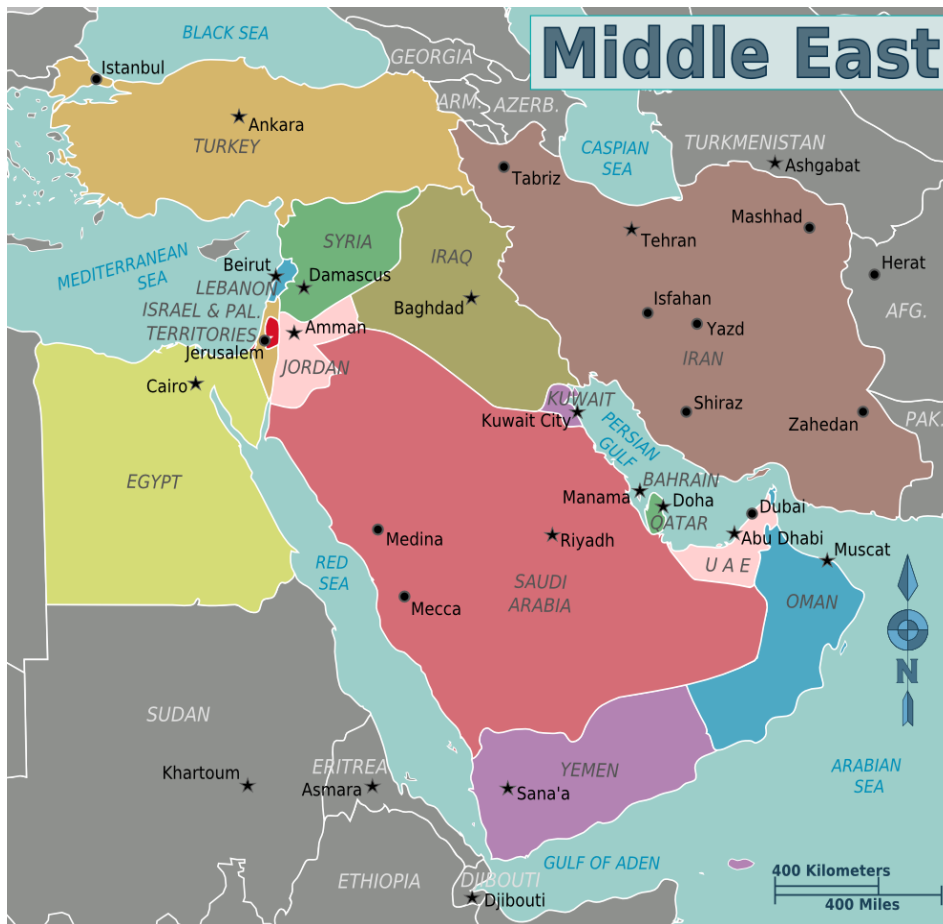 Middle East
BLACK SEA
GEORGIA
Istanbul
ARM.
AZERB.
Ankara
TURKEY
CASPIAN
SEA
TURKMENISTAN
Ashgabat
Tabriz
Mashhad
Tehran
SYRIA
IRAQ
MEDITERRANEAN
SEA
Beirut
Damascus
LEBANON
Herat
Baghdad
Isfahan
ISRAEL & PAL.
TERRITORIES
Amman
AFG.
Yazd
Jerusalem
IRAN
JORDAN
Cairo
KUWAIT
Kuwait City
Shiraz
Zahedan
PAK.
PERSIAN
GULF
EGYPT
BAHRAIN
Manama
Doha
QATAR
Dubai
Abu Dhabi
Medina
Riyadh
Muscat
RED
SEA
U A E
SAUDI
ARABIA
OMAN
Mecca
N
SUDAN
Khartoum
ERITREA
Asmara
YEMEN
Sana'a
ARABIAN
SEA
GULF OF ADEN
ETHIOPIA
DJIBOUTI
Djibouti
400 Kilometers
400 Miles